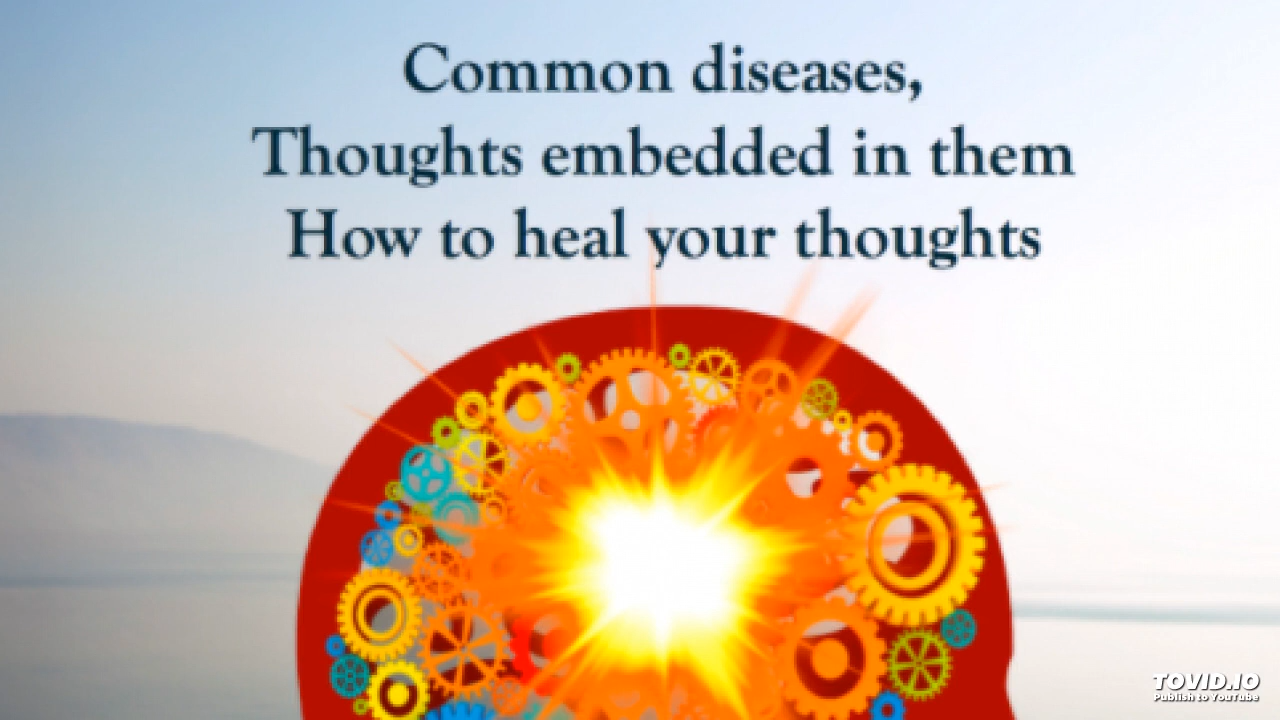 Common diseases,
Thoughts embedded in them
How to heal your thoughts
TOVID.IO
Publish to YouTube